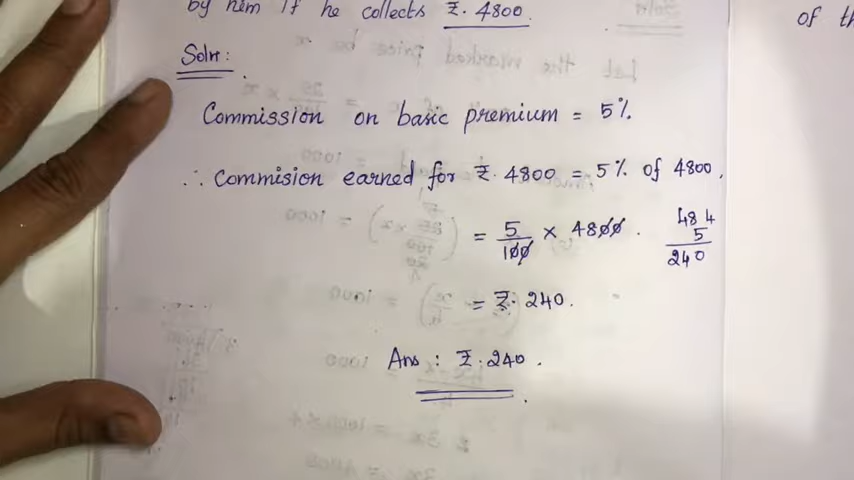 by him if he collects ₹. 4800.
Soln:
Commission on basic premium = 5%.
∴ Commision earned for ₹. 4800 = 5% of 4800.
= 5/100 × 4800.
48 4
5
240
= ₹. 240.
Ans : ₹. 240.
of th